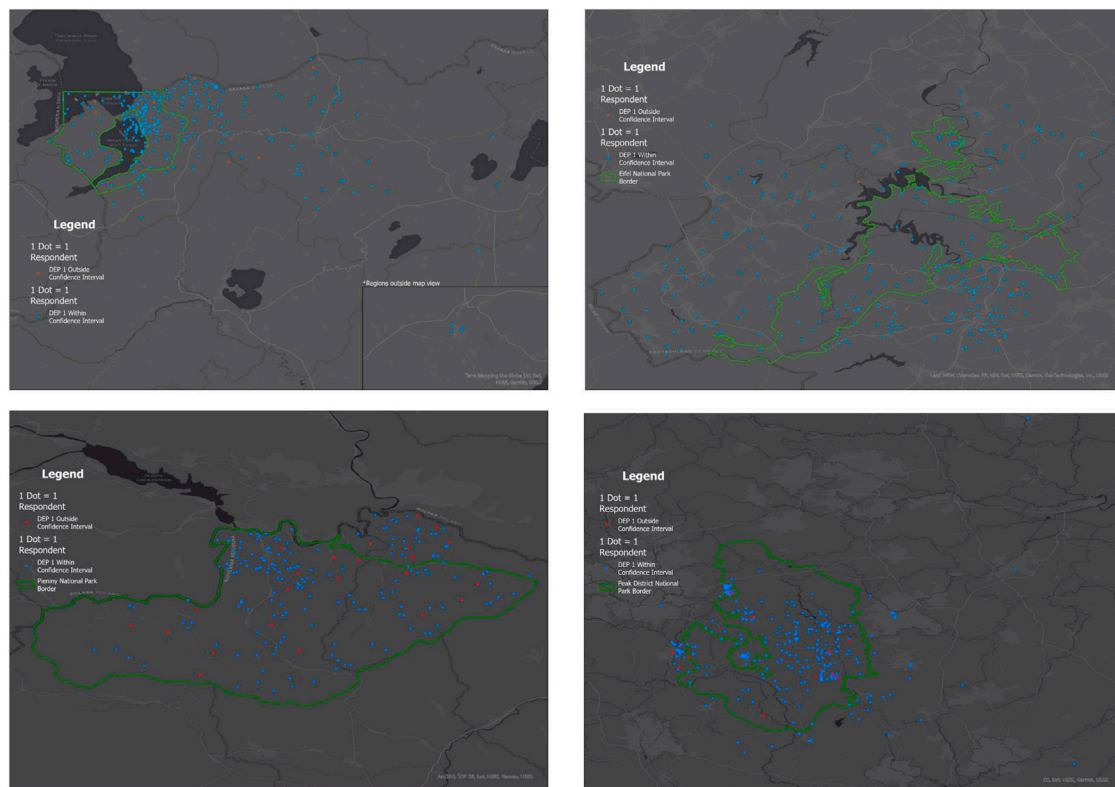 Legend
1 Dot = 1
Respondent
DEP 1 Outside
Confidence Interval
1 Dot = 1
Respondent
DEP 1 Within
Confidence Interval
*Regions outside map view
Legend
1 Dot = 1
Respondent
DEP 1 Outside
Confidence Interval
1 Dot = 1
Respondent
DEP 1 Within
Confidence Interval
Eifel National Park
Border
Legend
1 Dot = 1
Respondent
DEP 1 Outside
Confidence Interval
1 Dot = 1
Respondent
DEP 1 Within
Confidence Interval
Pieniny National Park
Border
Legend
1 Dot = 1
Respondent
DEP 1 Outside
Confidence Interval
1 Dot = 1
Respondent
DEP 1 Within
Confidence Interval
Peak District National
Park Border